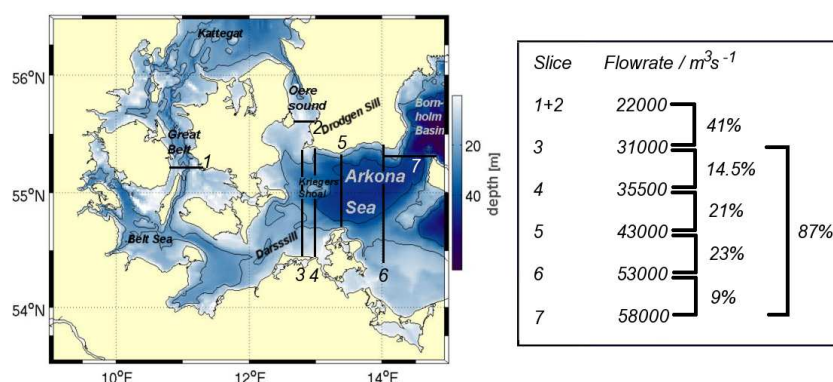 Kattegat
56°N
Oere
sound
Drodgen Sill
Born-
holm
Basin
Great
Belt
1
2
5
7
20
40
depth [m]
55°N
Kriegers
Shoal
Arkona
Sea
Belt Sea
Darsssill
3
4
6
54°N
10°E
12°E
14°E
Slice Flowrate / m³s⁻¹
1+2 22000
41%
3 31000
14.5%
4 35500
21%
5 43000
87%
23%
6 53000
9%
7 58000